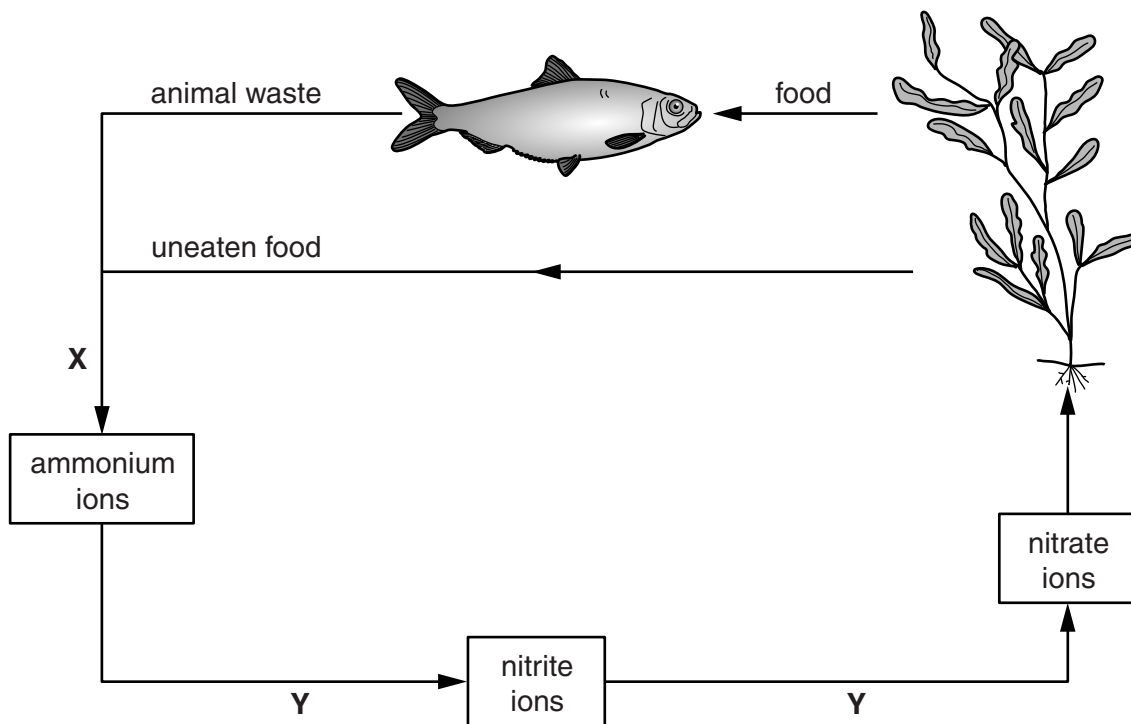 animal waste
food
uneaten food
X
ammonium
ions
nitrate
ions
nitrite
ions
Y
Y